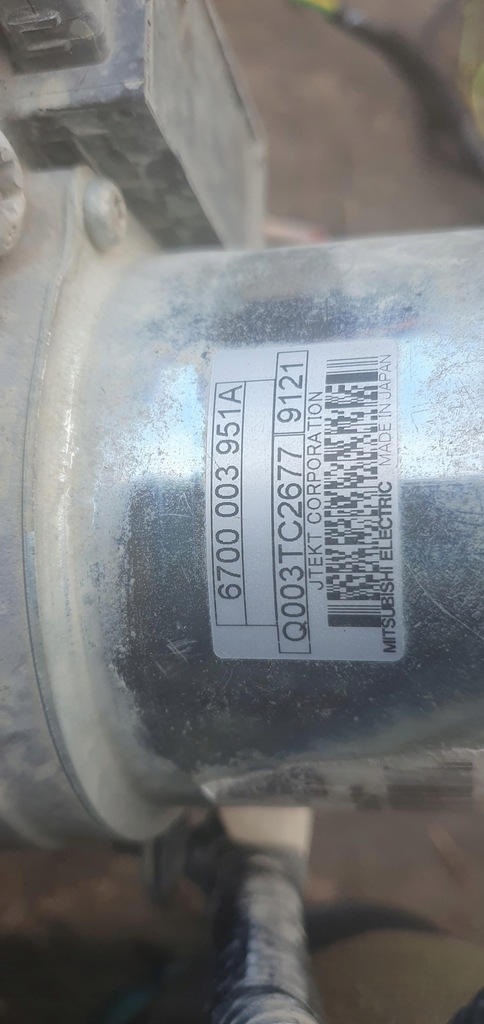 6700 003 951A
Q003TC2677 9121
JTEKT CORPORATION
MITSUBISHI ELECTRIC MADE IN JAPAN